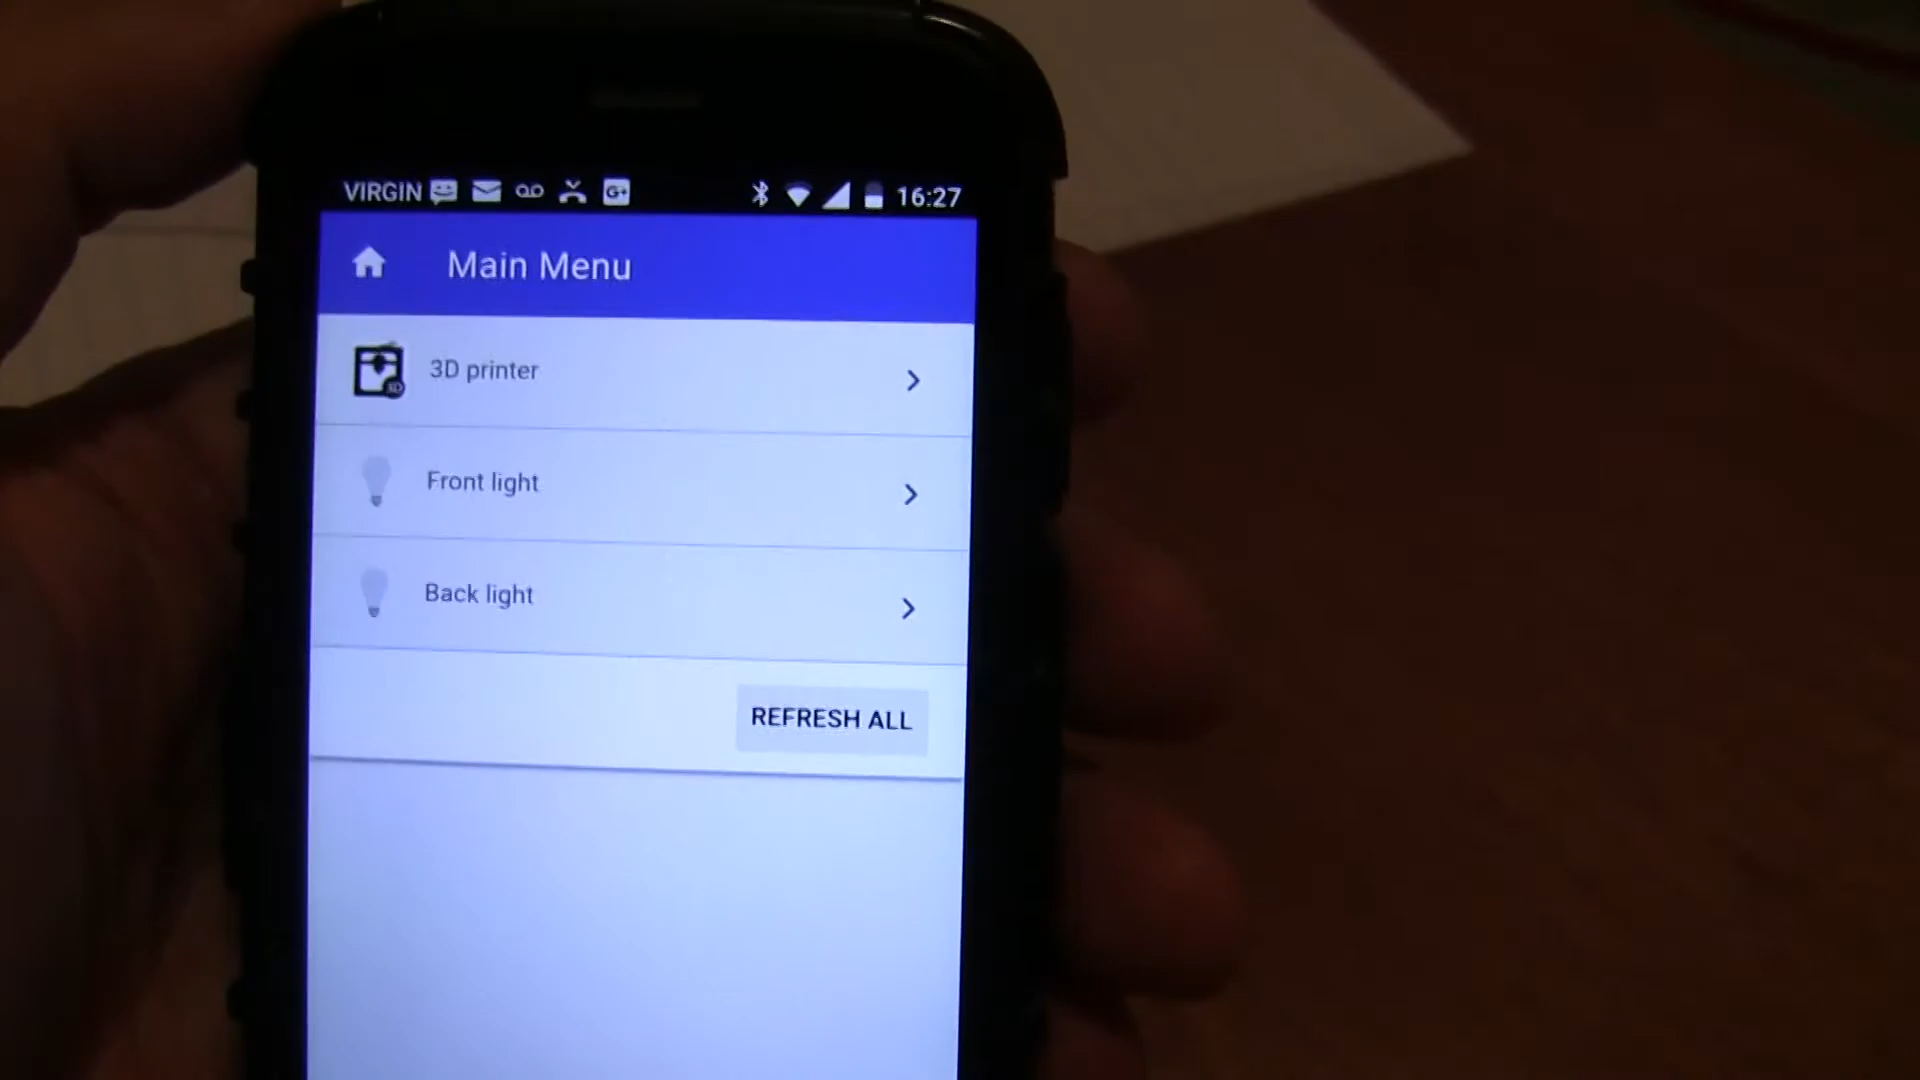 VIRGIN G+ 16:27
Main Menu
3D printer
Front light
Back light
REFRESH ALL